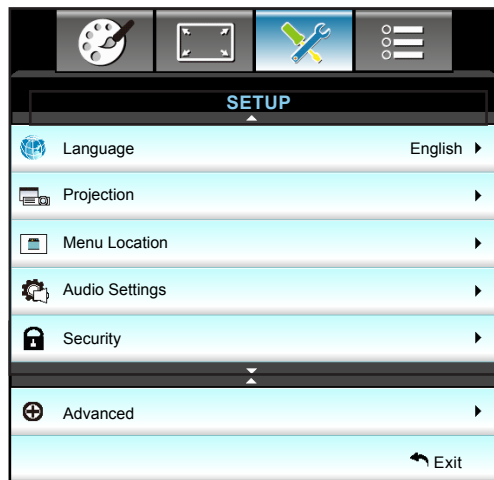 SETUP
Language English
Projection
Menu Location
Audio Settings
Security
Advanced
Exit